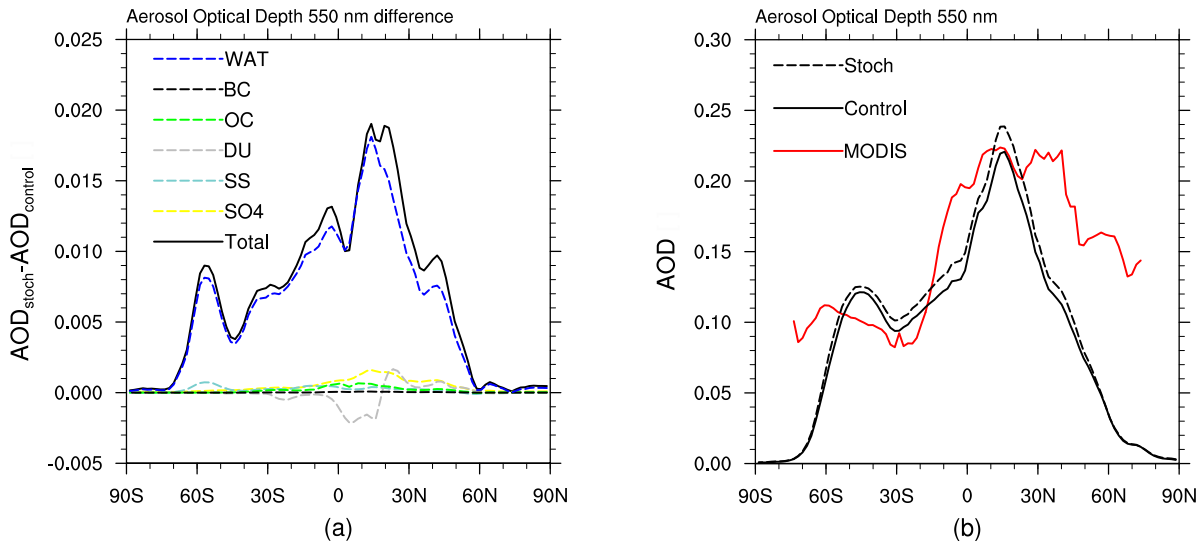 Aerosol Optical Depth 550 nm difference
AOD_stoch-AOD_control
0.025
0.020
0.015
0.010
0.005
0.000
-0.005
WAT
BC
OC
DU
SS
SO4
Total
90S 60S 30S 0 30N 60N 90N
(a)
Aerosol Optical Depth 550 nm
AOD
0.30
0.25
0.20
0.15
0.10
0.05
0.00
Stoch
Control
MODIS
90S 60S 30S 0 30N 60N 90N
(b)